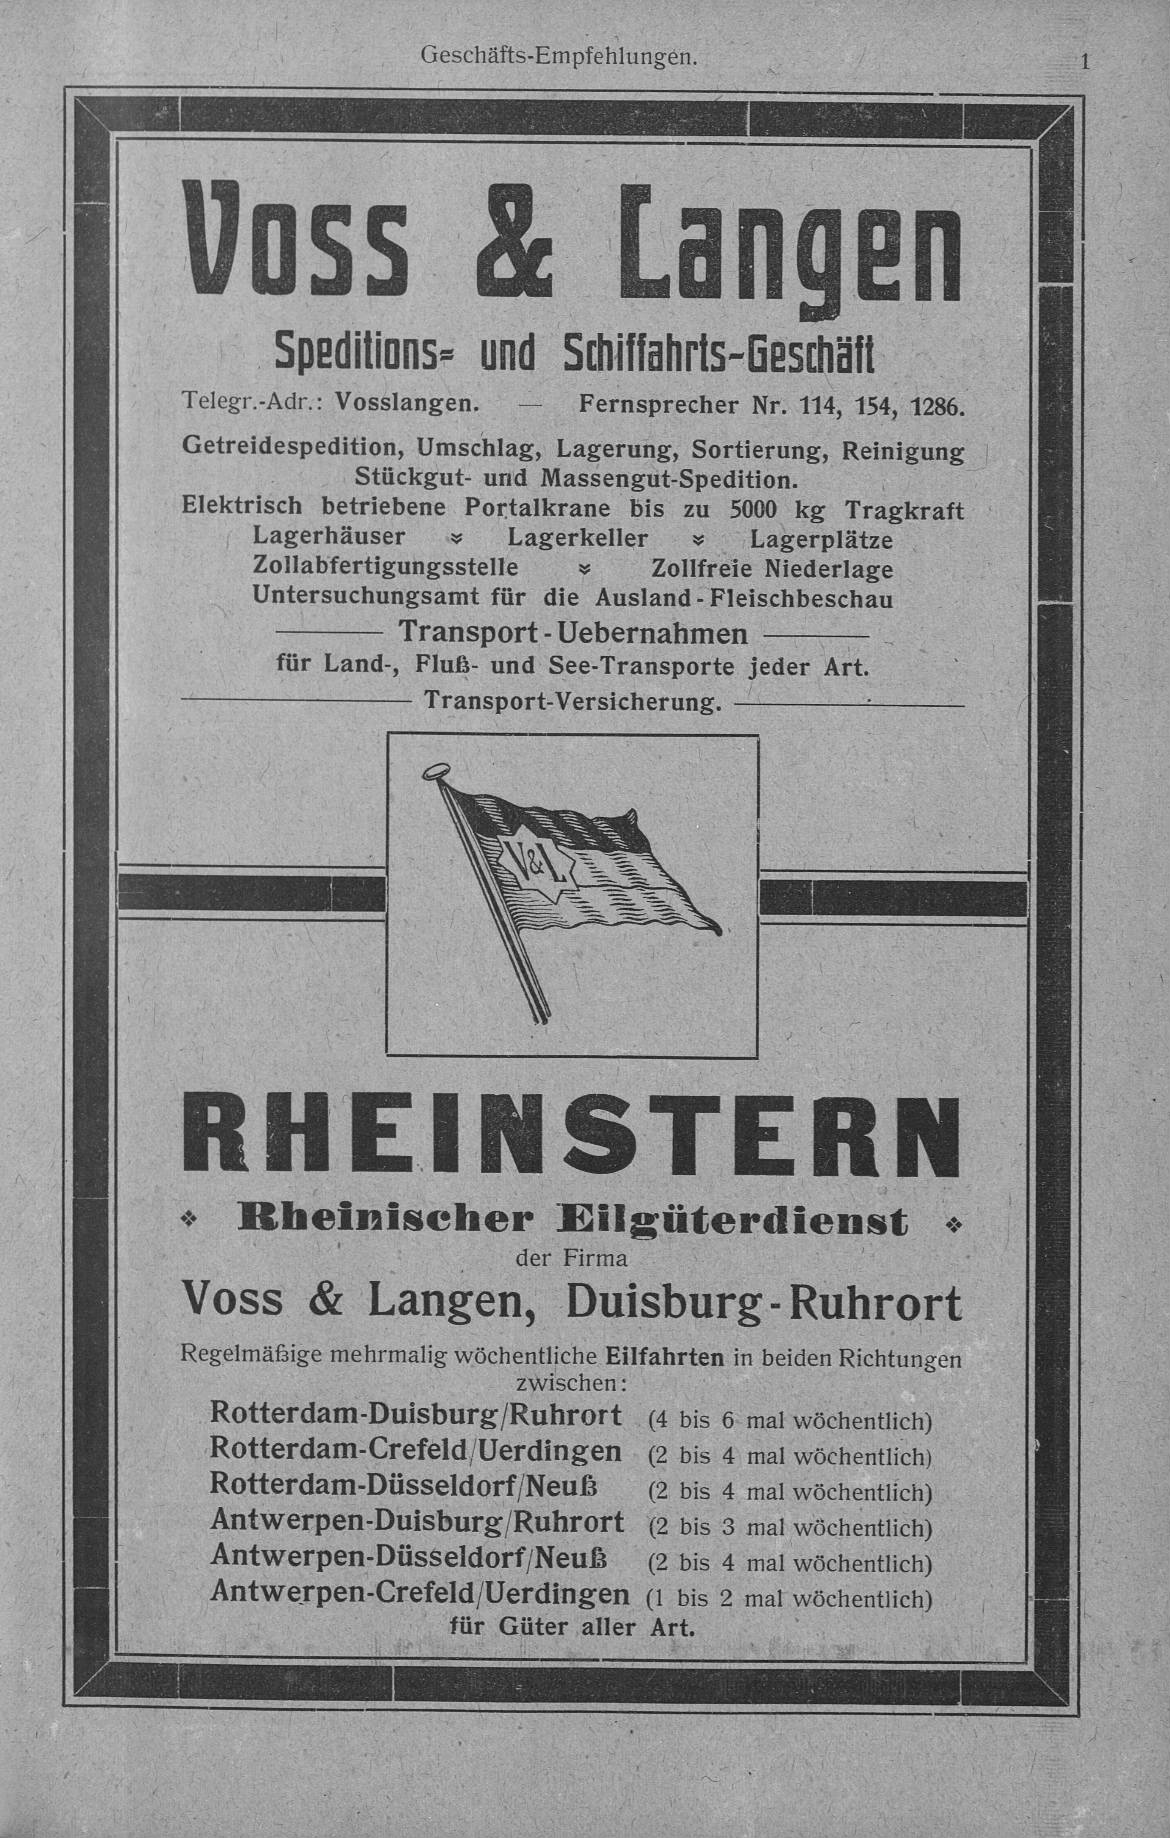 Geschäfts-Empfehlungen. 1
Voss & Langen
Speditions- und Schiffahrts-Geschäft
Telegr.-Adr.: Vosslangen. — Fernsprecher Nr. 114, 154, 1286.
Getreidespedition, Umschlag, Lagerung, Sortierung, Reinigung
Stückgut- und Massengut-Spedition.
Elektrisch betriebene Portalkrane bis zu 5000 kg Tragkraft
Lagerhäuser Lagerkeller Lagerplätze
Zollabfertigungsstelle Zollfreie Niederlage
Untersuchungsamt für die Ausland-Fleischbeschau
Transport-Uebernahmen
für Land-, Fluß- und See-Transporte jeder Art.
Transport-Versicherung.
V&L
RHEINSTERN
Rheinischer Eilgüterdienst
der Firma
Voss & Langen, Duisburg-Ruhrort
Regelmäßige mehrmalig wöchentliche Eilfahrten in beiden Richtungen
zwischen:
Rotterdam-Duisburg/Ruhrort (4 bis 6 mal wöchentlich)
Rotterdam-Crefeld/Uerdingen (2 bis 4 mal wöchentlich)
Rotterdam-Düsseldorf/Neuß (2 bis 4 mal wöchentlich)
Antwerpen-Duisburg/Ruhrort (2 bis 3 mal wöchentlich)
Antwerpen-Düsseldorf/Neuß (2 bis 4 mal wöchentlich)
Antwerpen-Crefeld/Uerdingen (1 bis 2 mal wöchentlich)
für Güter aller Art.